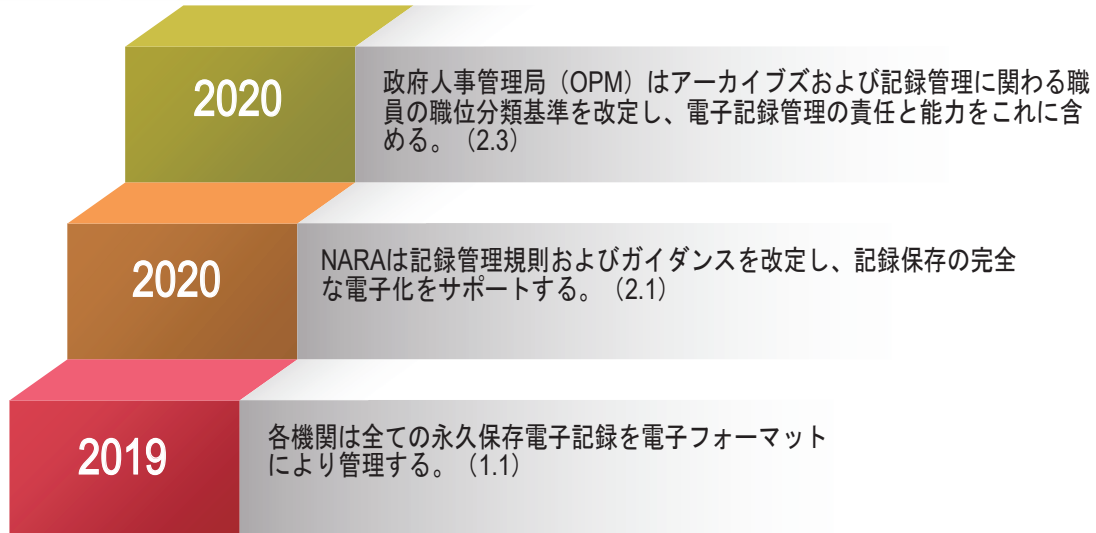 2020
政府人事管理局（OPM）はアーカイブズおよび記録管理に関わる職
員の職位分類基準を改定し、電子記録管理の責任と能力をこれに含
める。（2.3）
2020
NARAは記録管理規則およびガイダンスを改定し、記録保存の完全
な電子化をサポートする。（2.1）
2019
各機関は全ての永久保存電子記録を電子フォーマット
により管理する。（1.1）